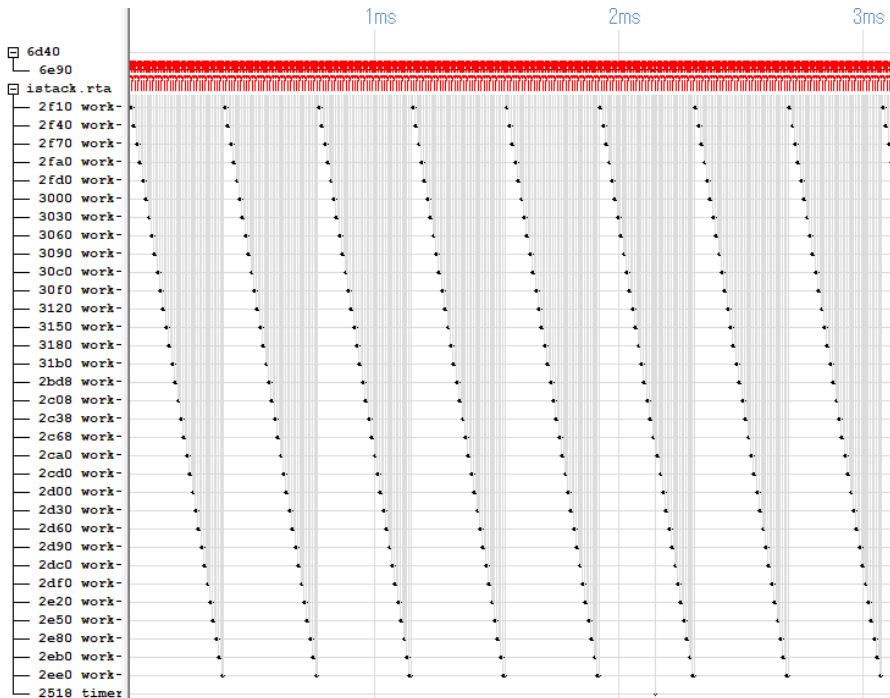 1ms 2ms 3ms
6d40
6e90
istack.rta
2f10 work-
2f40 work-
2f70 work-
2fa0 work-
2fd0 work-
3000 work-
3030 work-
3060 work-
3090 work-
30c0 work-
30f0 work-
3120 work-
3150 work-
3180 work-
31b0 work-
2bd8 work-
2c08 work-
2c38 work-
2c68 work-
2ca0 work-
2cd0 work-
2d00 work-
2d30 work-
2d60 work-
2d90 work-
2dc0 work-
2df0 work-
2e20 work-
2e50 work-
2e80 work-
2eb0 work-
2ee0 work-
2518 timer